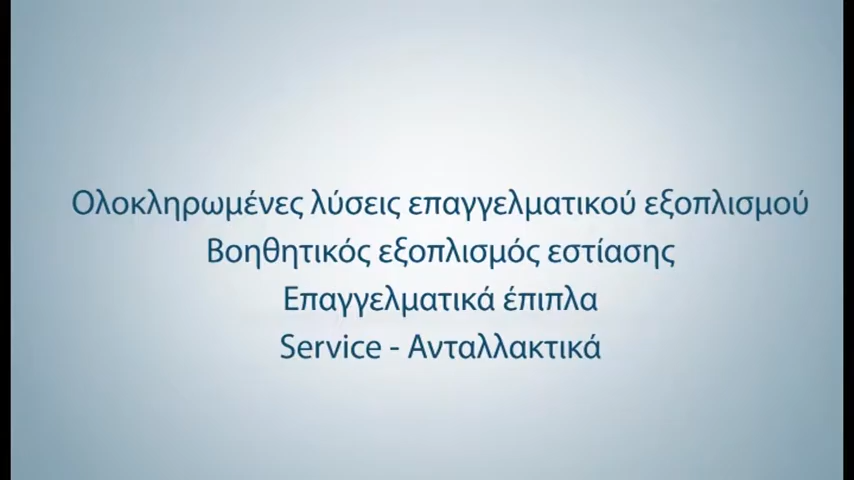 Ολοκληρωμένες λύσεις επαγγελματικού εξοπλισμού
Βοηθητικός εξοπλισμός εστίασης
Επαγγελματικά έπιπλα
Service - Ανταλλακτικά